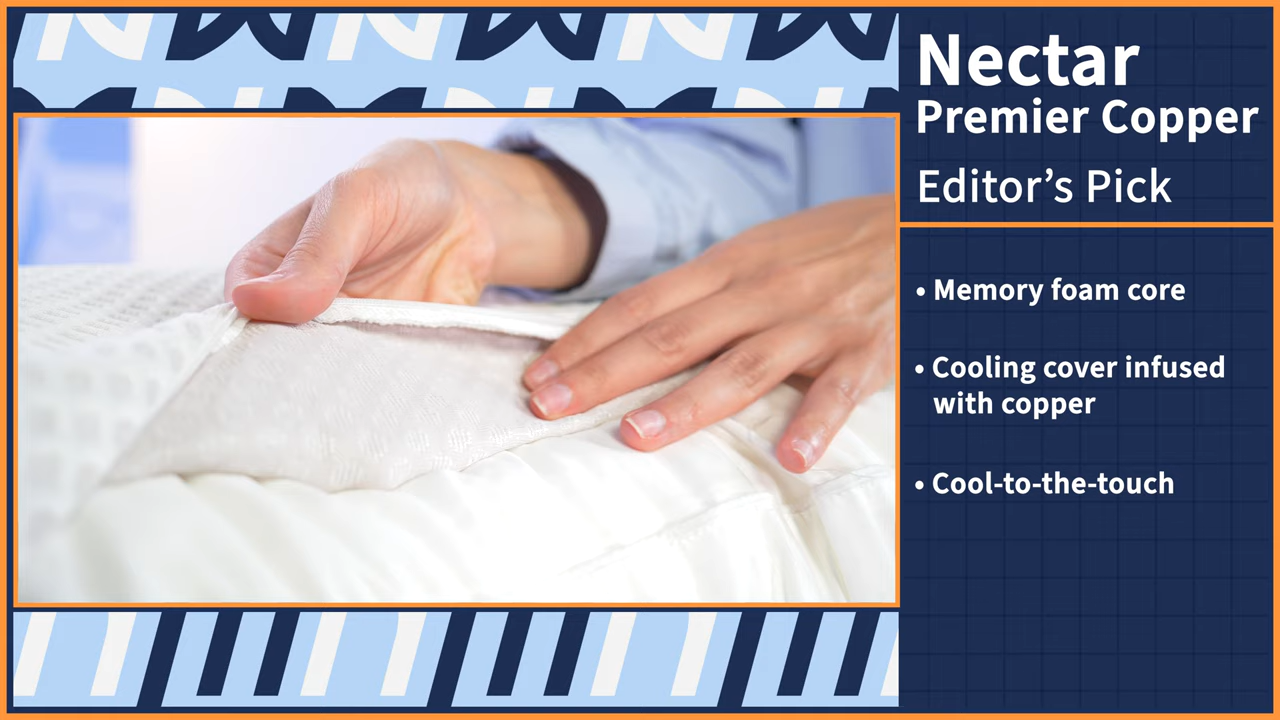 Nectar
Premier Copper
Editor’s Pick
• Memory foam core
• Cooling cover infused
with copper
• Cool-to-the-touch